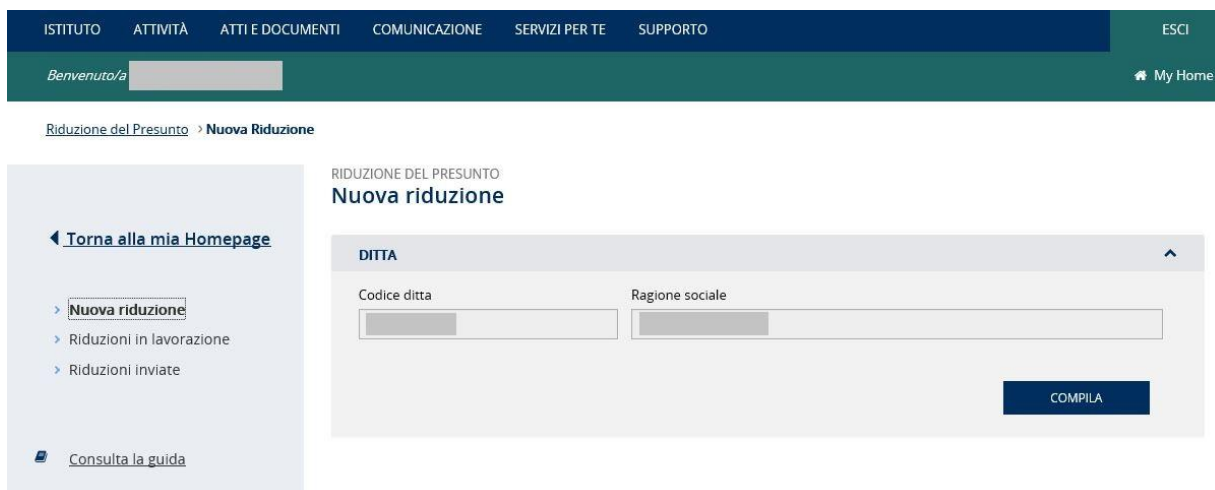 ISTITUTO ATTIVITÀ ATTI E DOCUMENTI COMUNICAZIONE SERVIZI PER TE SUPPORTO ESCI
Benvenuto/a My Home
Riduzione del Presunto > Nuova Riduzione
RIDUZIONE DEL PRESUNTO
Nuova riduzione
Torna alla mia Homepage
DITTA
Codice ditta Ragione sociale
Nuova riduzione
Riduzioni in lavorazione
Riduzioni inviate
COMPILA
Consulta la guida